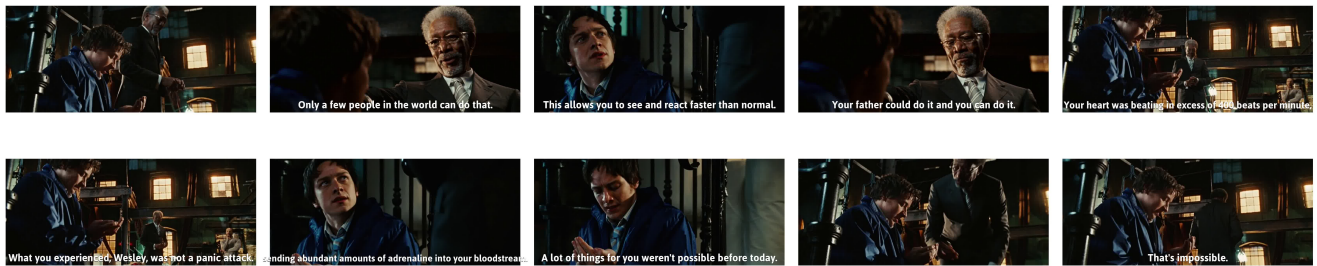 Only a few people in the world can do that.
This allows you to see and react faster than normal.
Your father could do it and you can do it.
Your heart was beating in excess of 400 beats per minute,
What you experienced, Wesley, was not a panic attack.
sending abundant amounts of adrenaline into your bloodstream.
A lot of things for you weren't possible before today.
That's impossible.